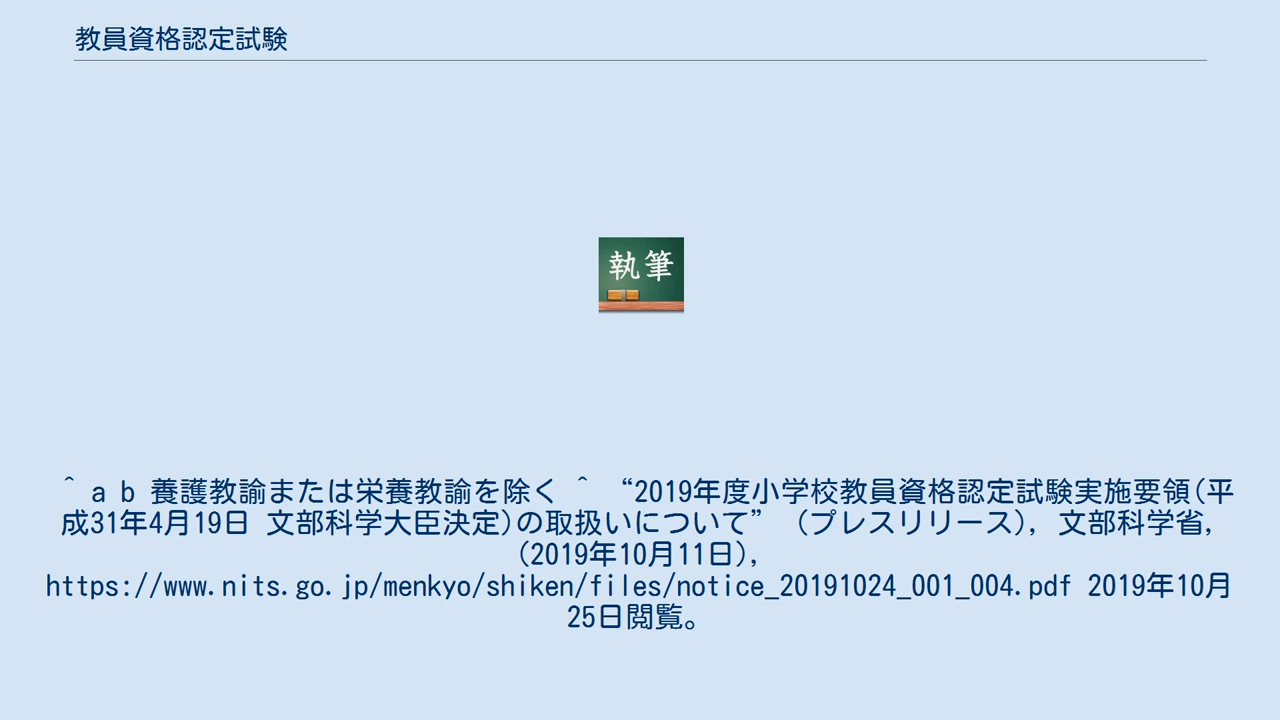 教員資格認定試験
執筆
^ a b 養護教諭または栄養教諭を除く ^ “2019年度小学校教員資格認定試験実施要領(平
成31年4月19日 文部科学大臣決定)の取扱いについて” (プレスリリース), 文部科学省,
(2019年10月11日),
https://www.nits.go.jp/menkyo/shiken/files/notice_20191024_001_004.pdf 2019年10月
25日閲覧。